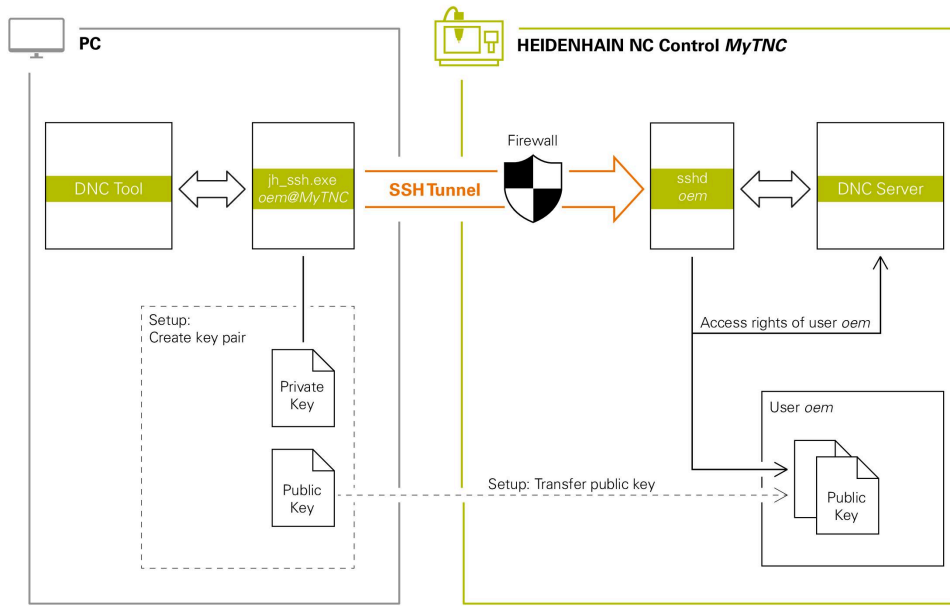 PC
HEIDENHAIN NC Control MyTNC
DNC Tool
jh_ssh.exe
oem@MyTNC
SSH Tunnel
Firewall
sshd
oem
DNC Server
Setup:
Create key pair
Private
Key
Public
Key
Access rights of user oem
User oem
Setup: Transfer public key
Public
Key